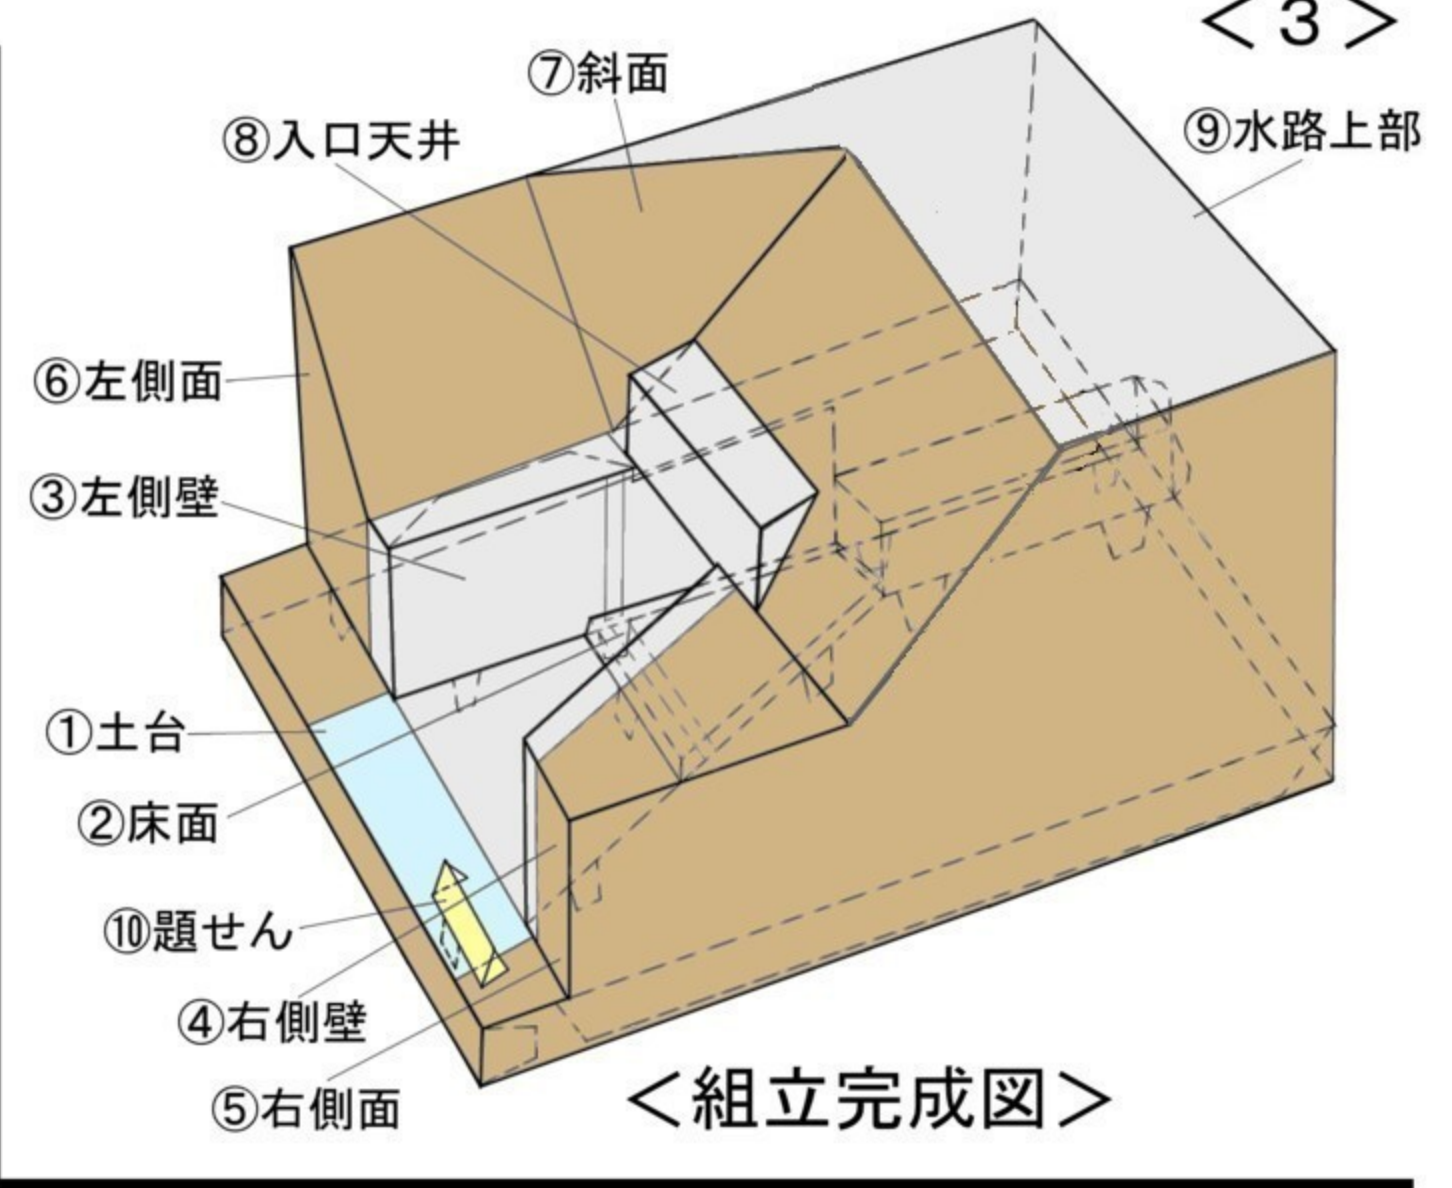 ＜３＞
⑦斜面
⑧入口天井
⑨水路上部
⑥左側面
③左側壁
①土台
②床面
⑩題せん
④右側壁
⑤右側面
＜組立完成図＞